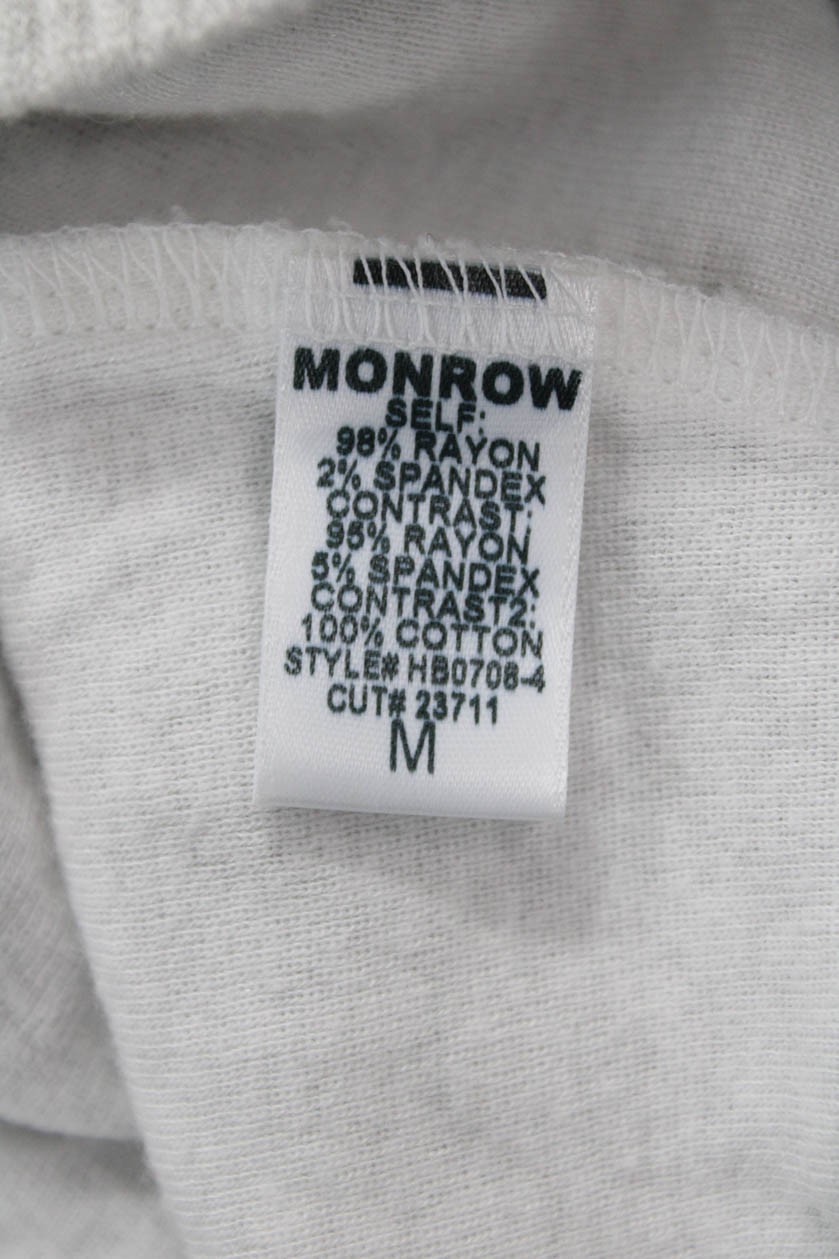 MONROW
SELF:
98% RAYON
2% SPANDEX
CONTRAST:
95% RAYON
5% SPANDEX
CONTRAST2:
100% COTTON
STYLE# HB0708-4
CUT# 23711
M